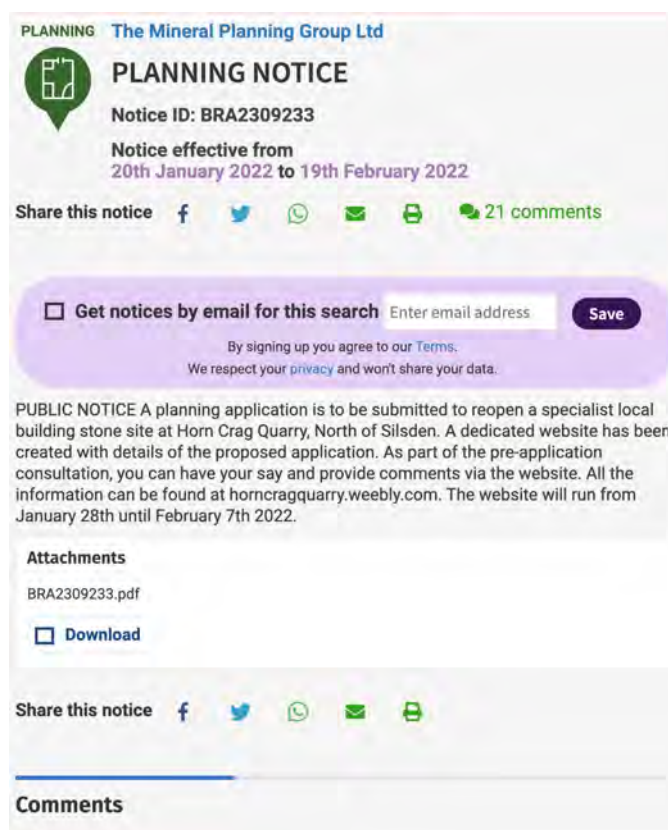 PLANNING The Mineral Planning Group Ltd
PLANNING NOTICE
Notice ID: BRA2309233
Notice effective from
20th January 2022 to 19th February 2022
Share this notice 21 comments
Get notices by email for this search Enter email address Save
By signing up you agree to our Terms.
We respect your privacy and won't share your data.
PUBLIC NOTICE A planning application is to be submitted to reopen a specialist local
building stone site at Horn Crag Quarry, North of Silsden. A dedicated website has been
created with details of the proposed application. As part of the pre-application
consultation, you can have your say and provide comments via the website. All the
information can be found at horncragquarry.weebly.com. The website will run from
January 28th until February 7th 2022.
Attachments
BRA2309233.pdf
Download
Share this notice
Comments